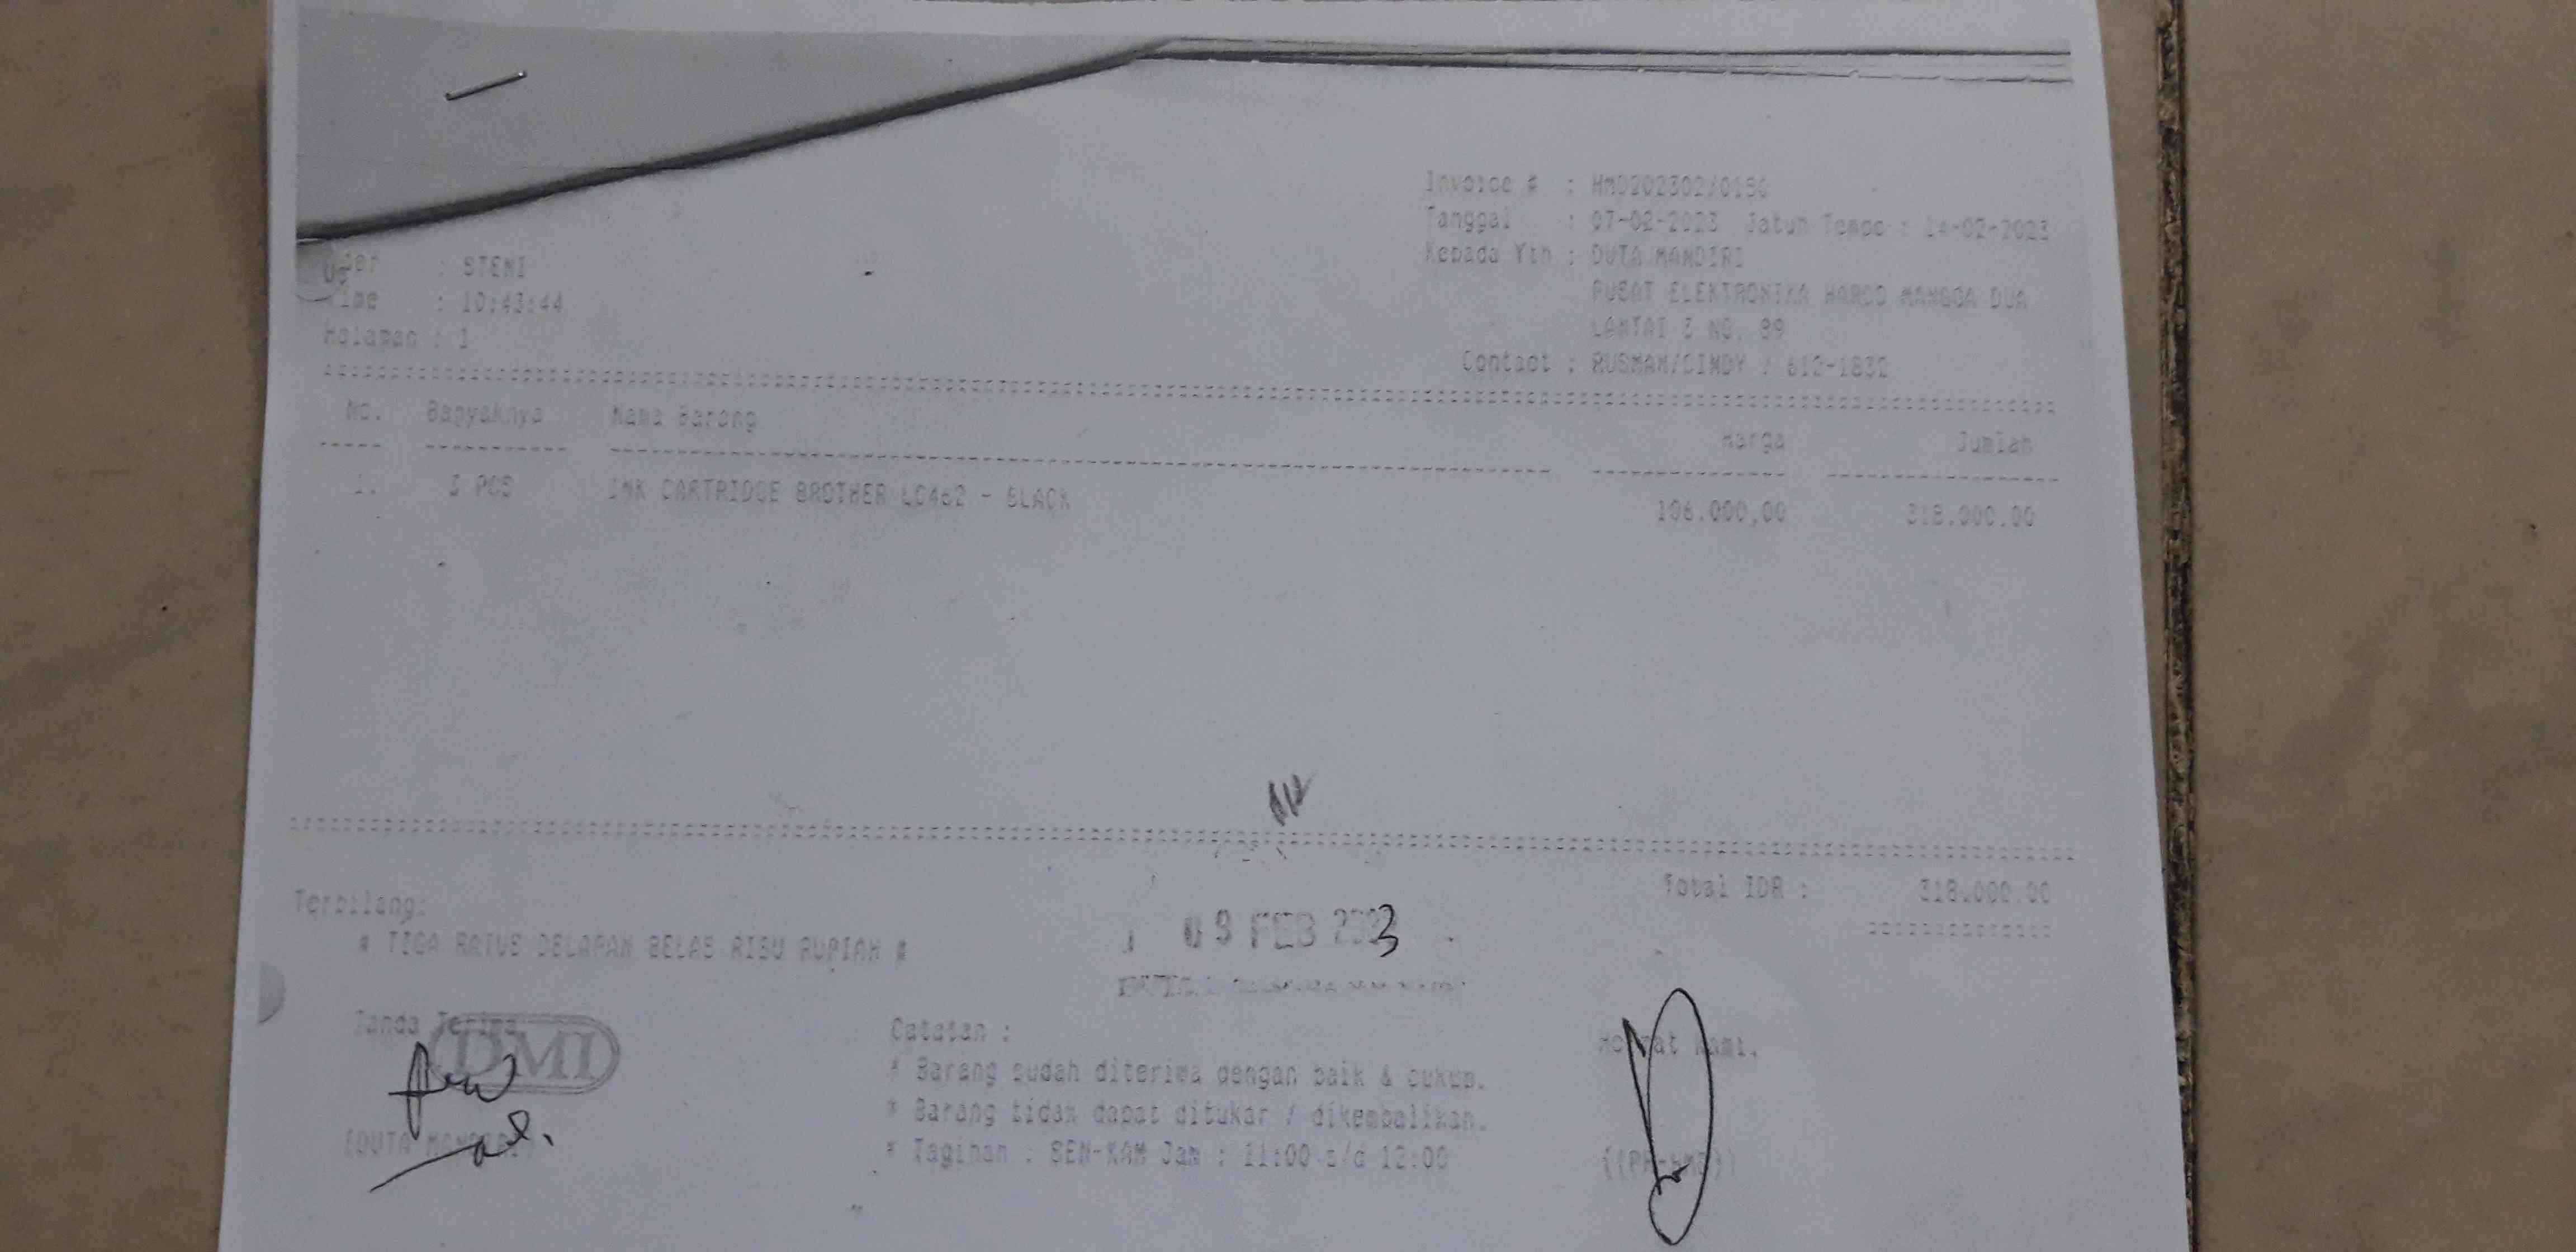 Invoice # : HMD202302/0150
Tanggal : 07-02-2023 Jatuh Tempo : 14-02-2023
Kepada Yth : DUTA MANDIRI
PUSAT ELEKTRONIKA HARCO MANGGA DUA
LANTAI 3 NO. 89
Contact : RUSMAN/CINDY / 612-1832
User : STENI
Time : 10:43:44
Halaman : 1
No. Banyaknya Nama Barang Harga Jumlah
1. 3 PCS INK CARTRIDGE BROTHER LC462 - BLACK 106.000,00 318.000,00
Total IDR : 318.000,00
Terbilang:
# TIGA RATUS DELAPAN BELAS RIBU RUPIAH #
09 FEB 2023
Tanda Terima
DMI
(DUTA MANDIRI)
Catatan :
* Barang sudah diterima dengan baik & cukup.
* Barang tidak dapat ditukar / dikembalikan.
* Tagihan : SEN-KAM Jam : 11:00 s/d 12:00
Hormat Kami,